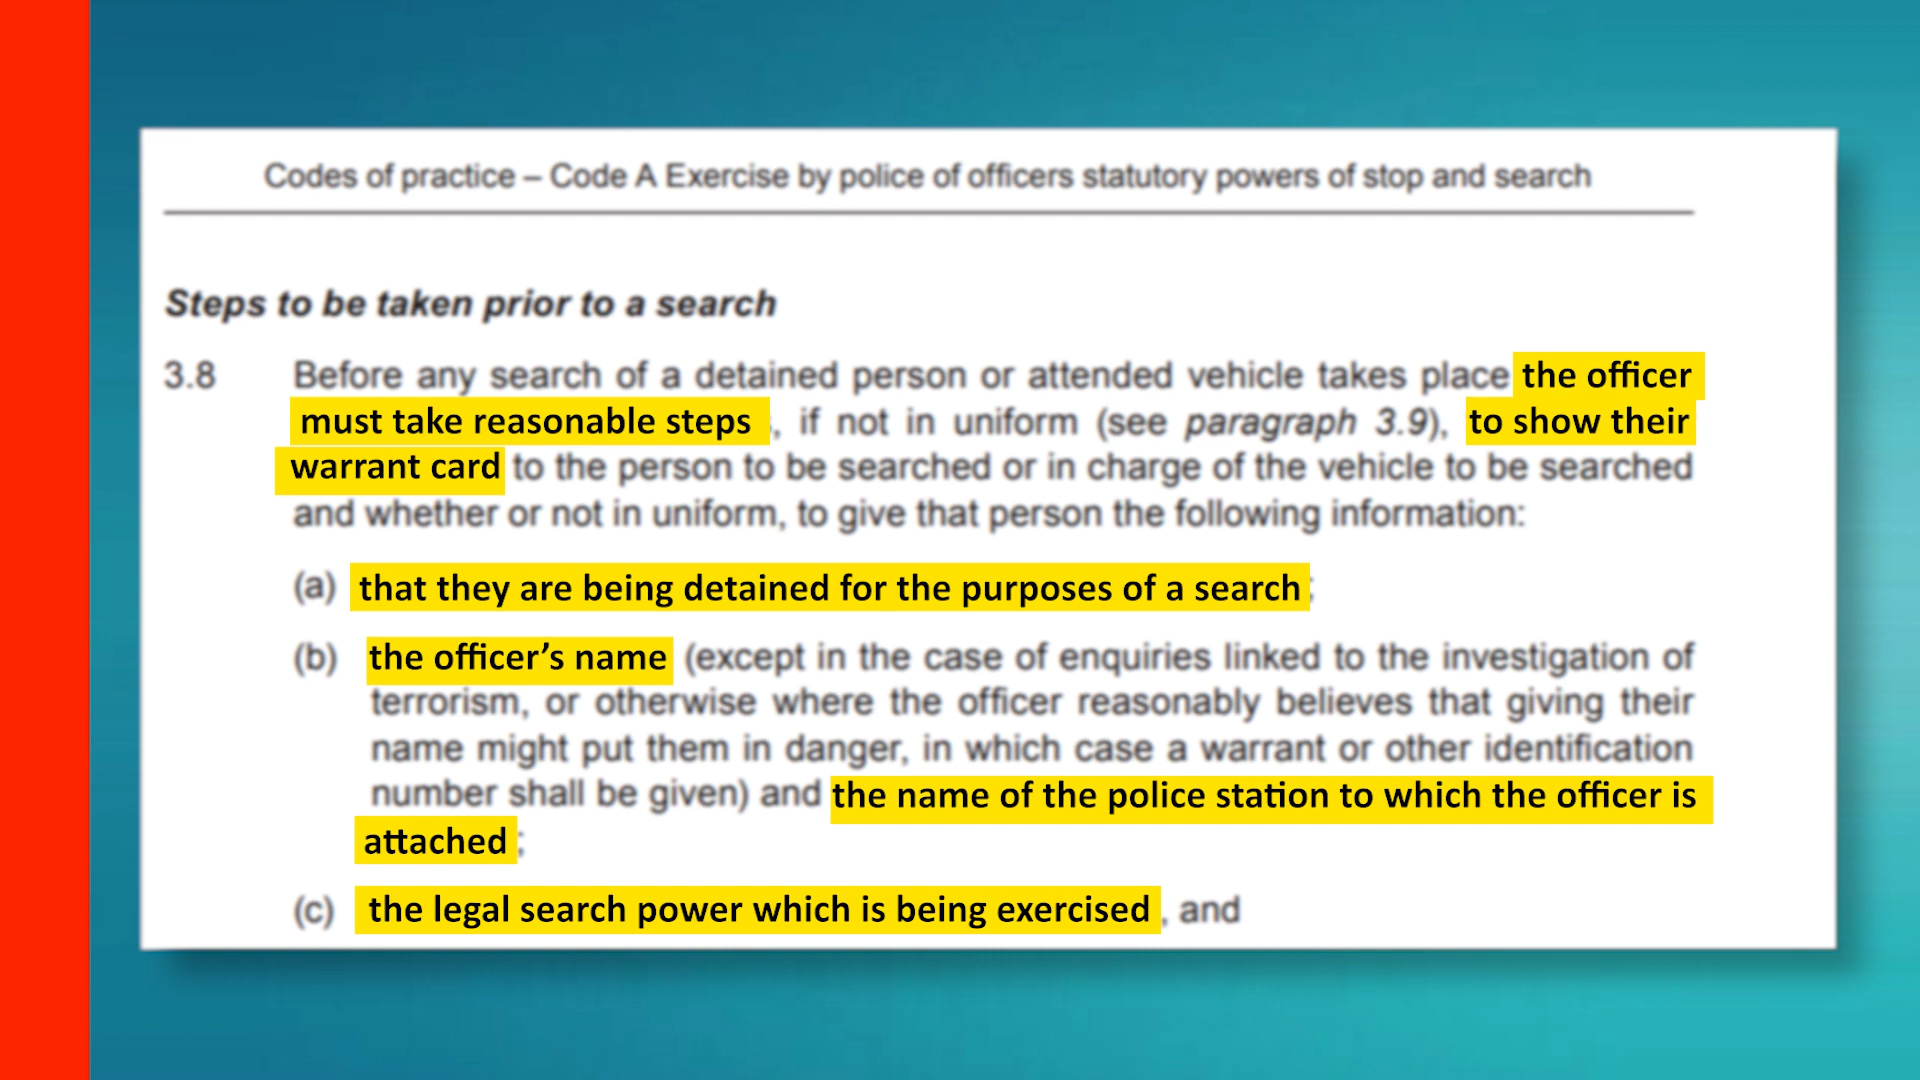 Codes of practice – Code A Exercise by police of officers statutory powers of stop and search
Steps to be taken prior to a search
3.8 Before any search of a detained person or attended vehicle takes place the officer
must take reasonable steps, if not in uniform (see paragraph 3.9), to show their
warrant card to the person to be searched or in charge of the vehicle to be searched
and whether or not in uniform, to give that person the following information:
(a) that they are being detained for the purposes of a search;
(b) the officer’s name (except in the case of enquiries linked to the investigation of
terrorism, or otherwise where the officer reasonably believes that giving their
name might put them in danger, in which case a warrant or other identification
number shall be given) and the name of the police station to which the officer is
attached;
(c) the legal search power which is being exercised, and